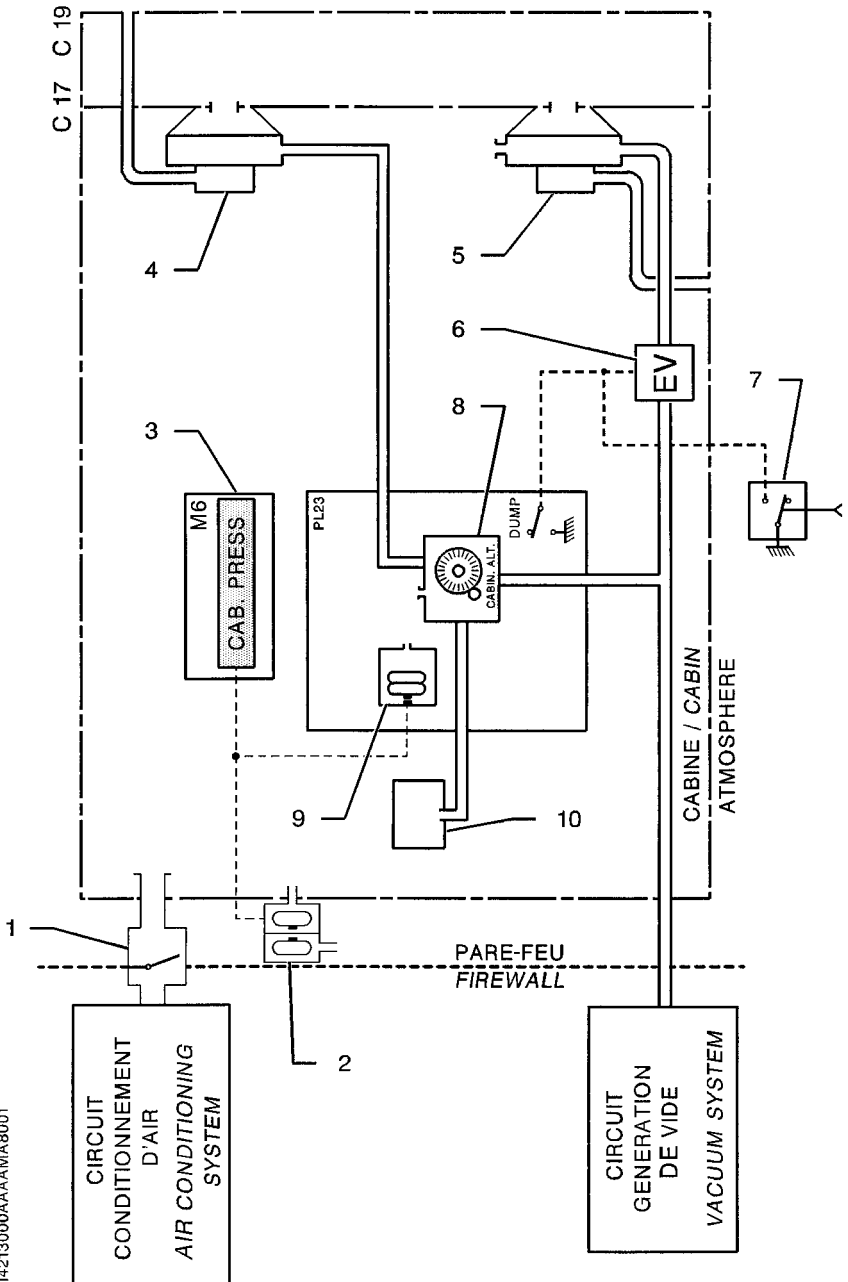 C 17 C 19
4
5
6
7
EV
3
8
M6
CAB. PRESS
PL23
DUMP
CABIN. ALT.
9
10
CABINE / CABIN
ATMOSPHERE
1
PARE-FEU
FIREWALL
2
CIRCUIT
CONDITIONNEMENT
D'AIR
AIR CONDITIONING
SYSTEM
CIRCUIT
GENERATION
DE VIDE
VACUUM SYSTEM